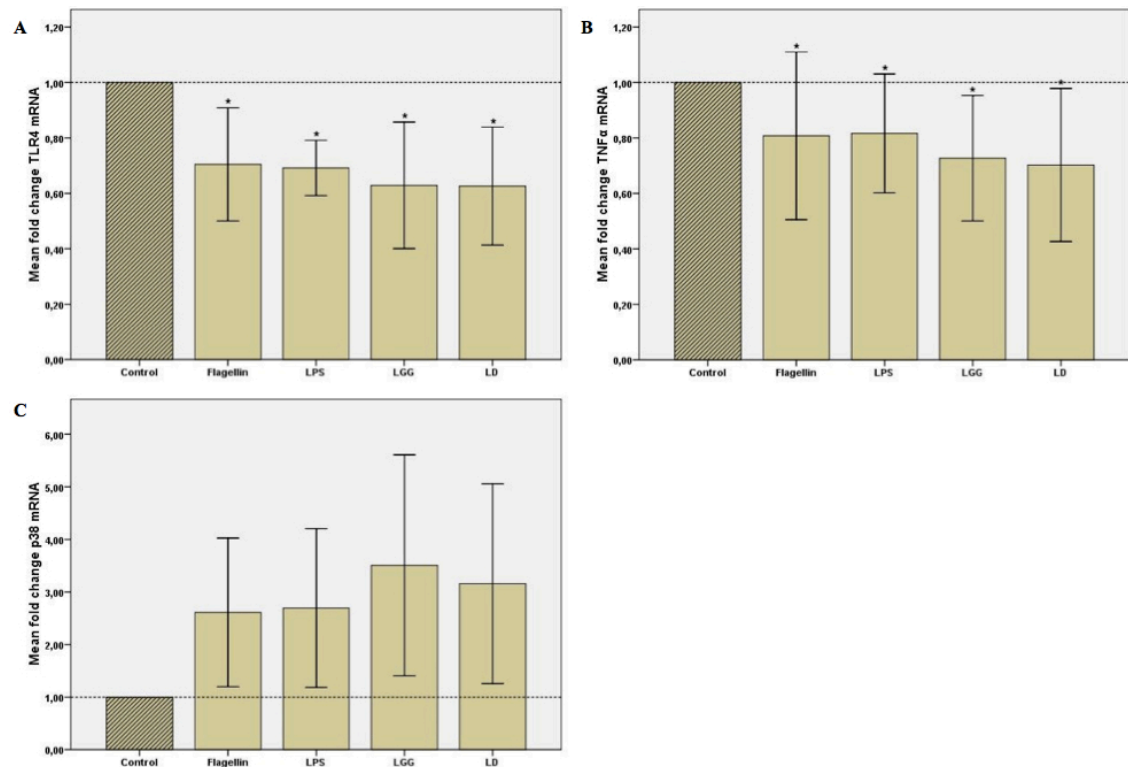 A
Mean fold change TLR4 mRNA
1,20
1,00
0,80
0,60
0,40
0,20
0,00
* * * *
Control Flagellin LPS LGG LD
B
Mean fold change TNFα mRNA
1,20
1,00
0,80
0,60
0,40
0,20
0,00
* * * *
Control Flagellin LPS LGG LD
C
Mean fold change p38 mRNA
6,00
5,00
4,00
3,00
2,00
1,00
0,00
Control Flagellin LPS LGG LD